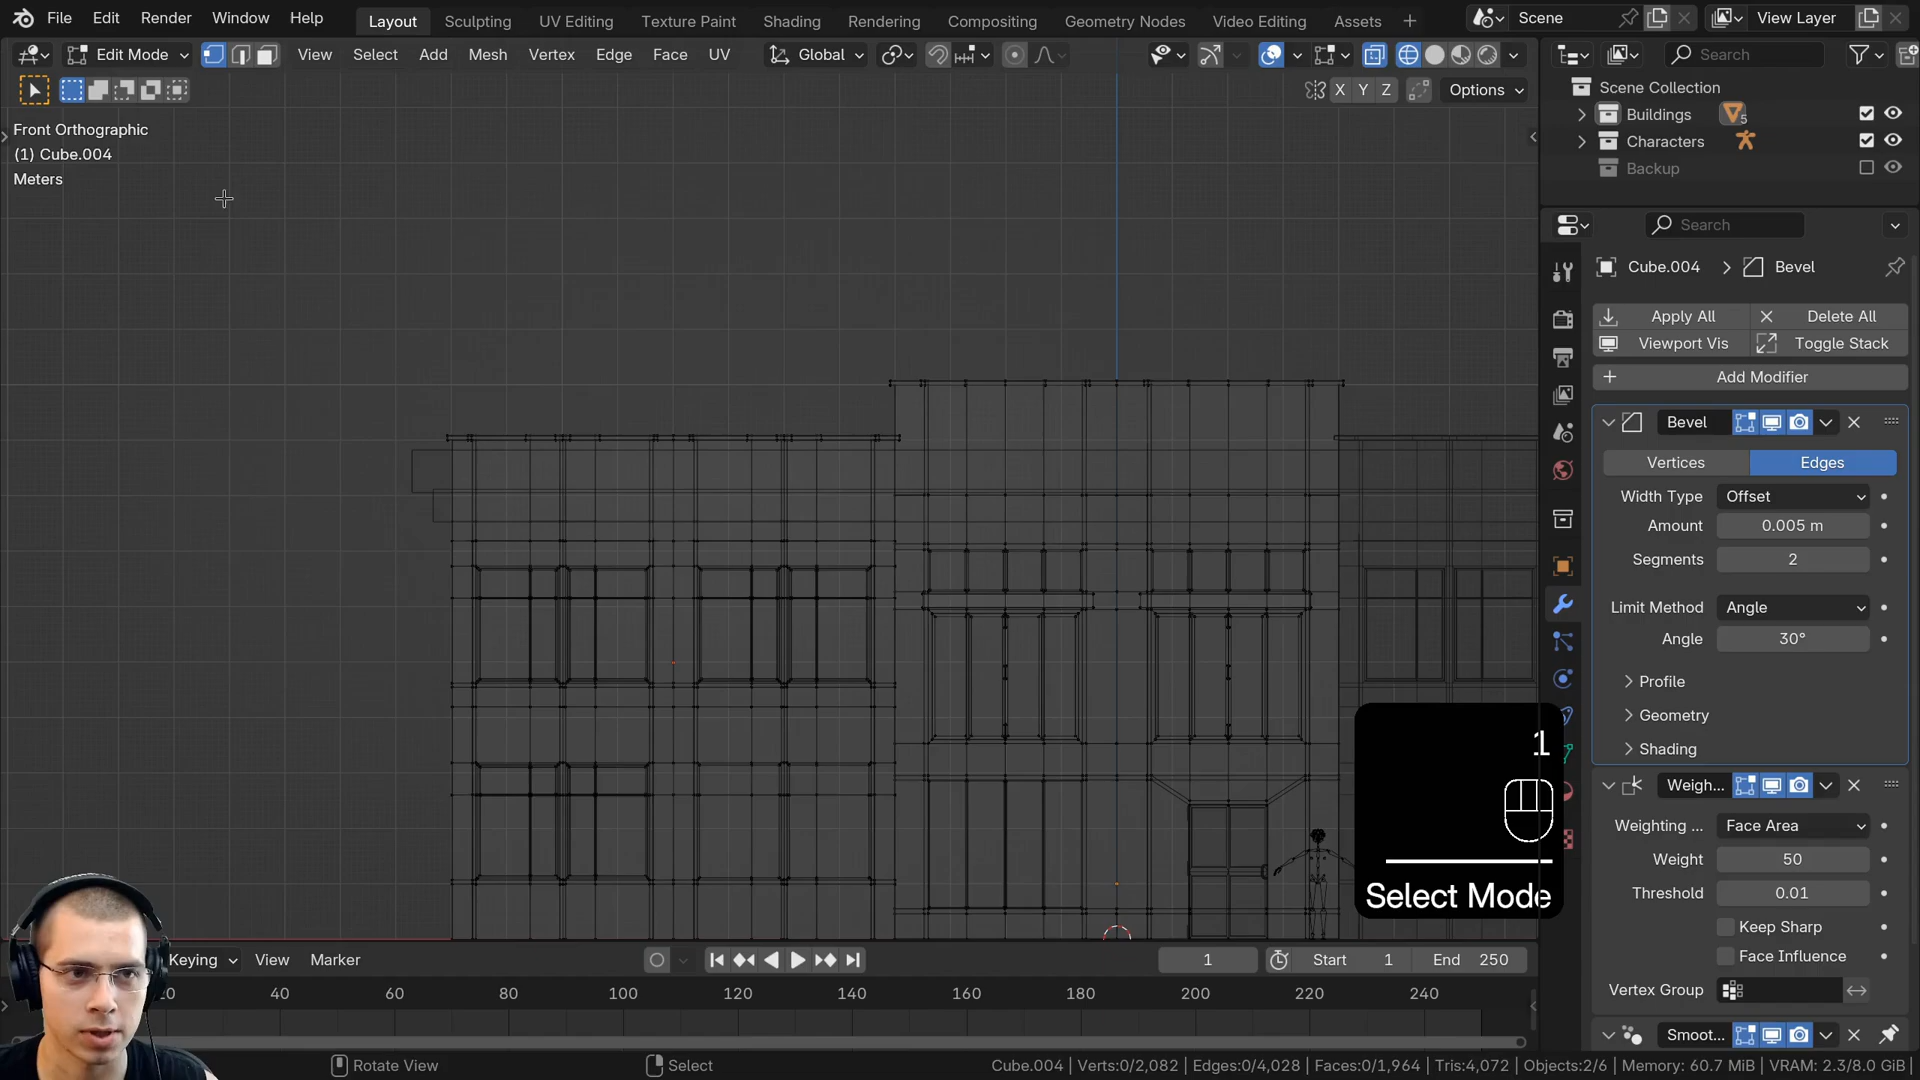 File Edit Render Window Help Layout Sculpting UV Editing Texture Paint Shading Rendering Compositing Geometry Nodes Video Editing Assets Scene View Layer
Edit Mode View Select Add Mesh Vertex Edge Face UV Global Search
X Y Z Options
Front Orthographic
(1) Cube.004
Meters
Scene Collection
Buildings 5
Characters
Backup
Search
Cube.004 Bevel
Apply All Delete All
Viewport Vis Toggle Stack
Add Modifier
Bevel
Vertices Edges
Width Type Offset
Amount 0.005 m
Segments 2
Limit Method Angle
Angle 30°
Profile
Geometry
Shading
Weigh...
Weighting ... Face Area
Weight 50
Threshold 0.01
Keep Sharp
Face Influence
Vertex Group
Smoot...
1
Select Mode
Keying View Marker 1 Start 1 End 250
20 40 60 80 100 120 140 160 180 200 220 240
Rotate View Select Cube.004 | Verts:0/2,082 | Edges:0/4,028 | Faces:0/1,964 | Tris:4,072 | Objects:2/6 | Memory: 60.7 MiB | VRAM: 2.3/8.0 GiB